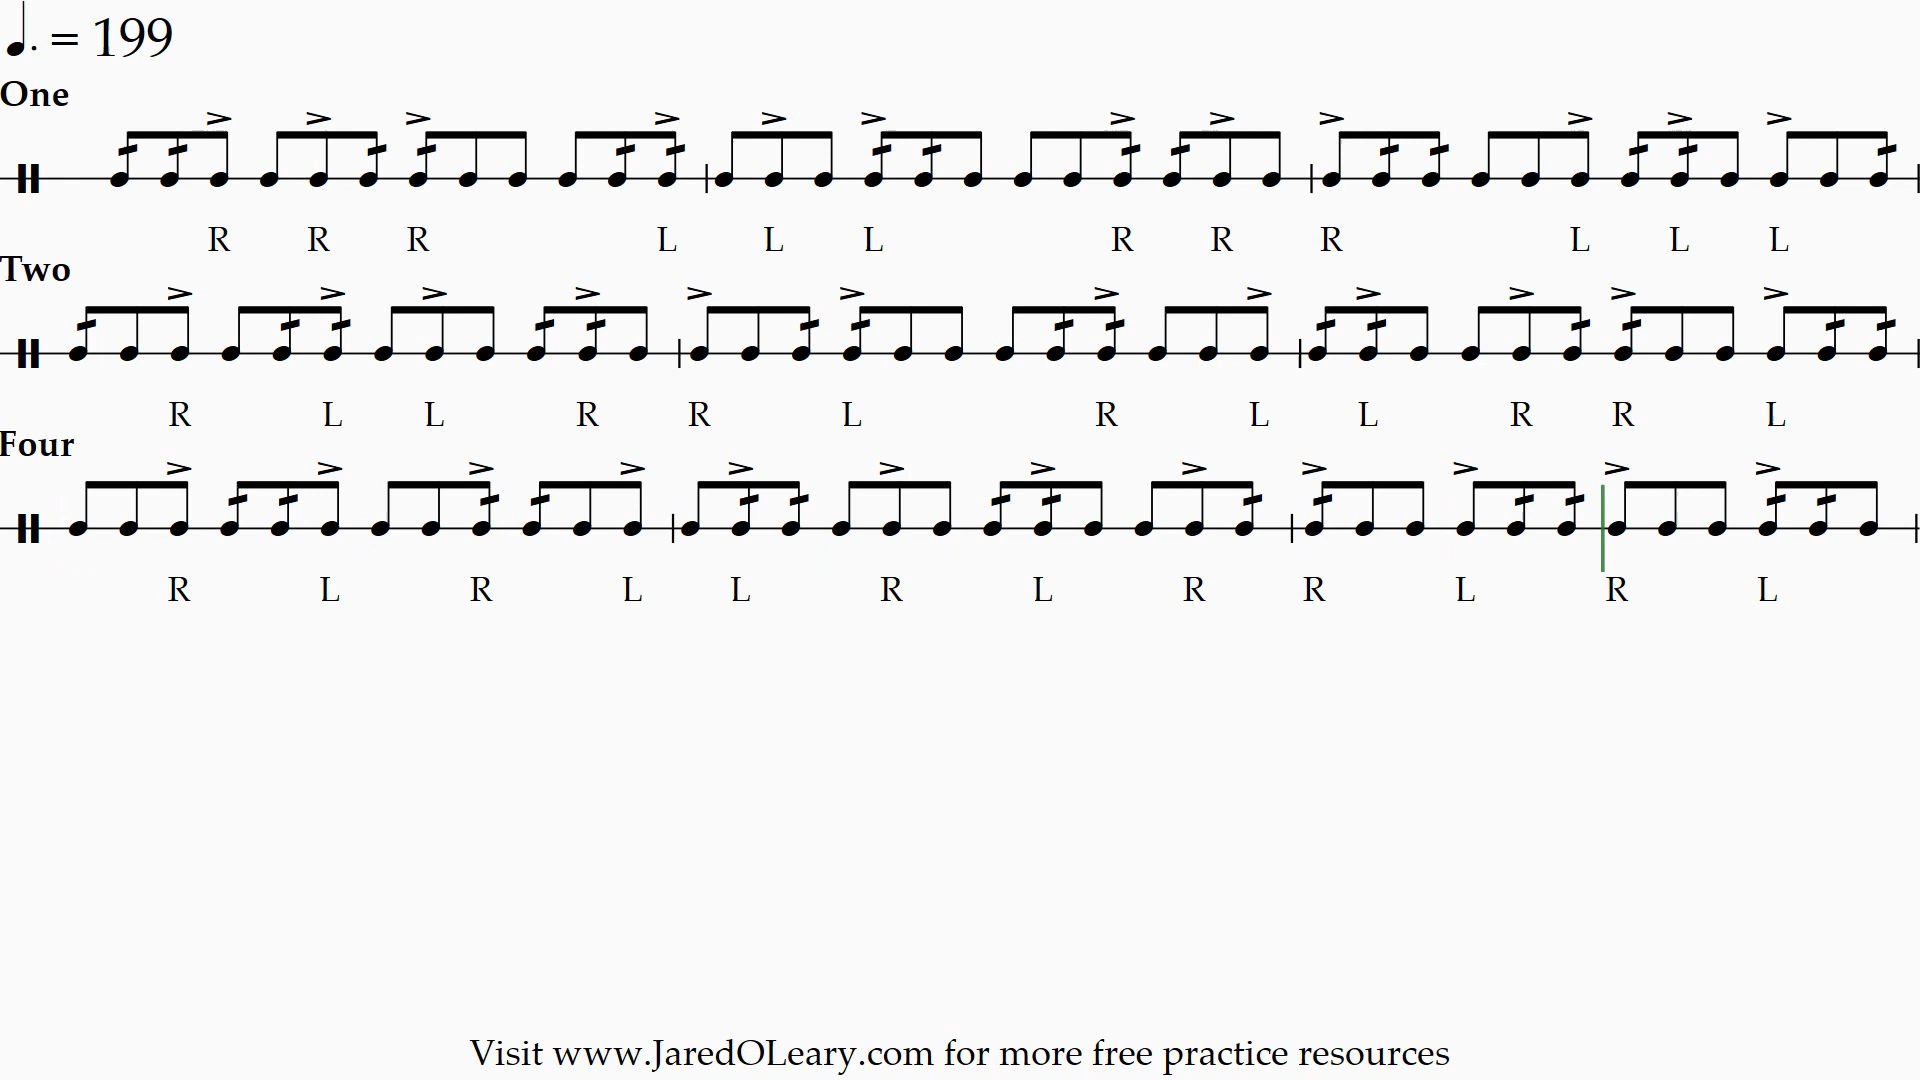 ♩. = 199
One
R R R L L L R R R L L L
Two
R L L R R L R L L R R L
Four
R L R L L R L R R L R L
Visit www.JaredOLeary.com for more free practice resources